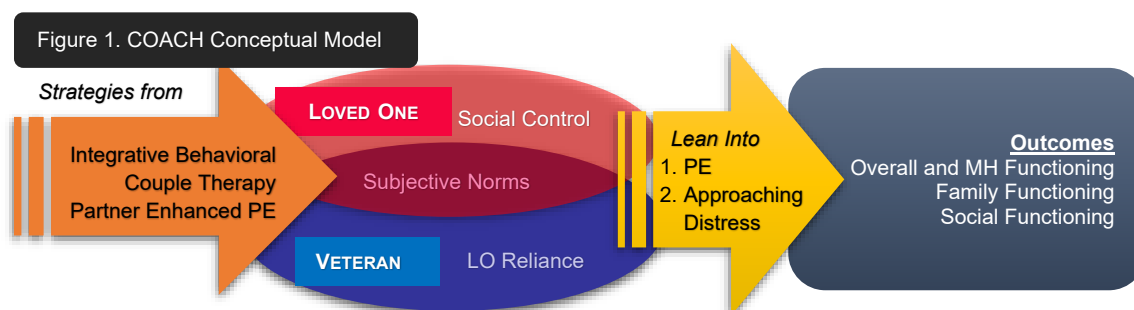 Figure 1. COACH Conceptual Model
Strategies from
Integrative Behavioral
Couple Therapy
Partner Enhanced PE
LOVED ONE
Social Control
Subjective Norms
VETERAN
LO Reliance
Lean Into
1. PE
2. Approaching
Distress
Outcomes
Overall and MH Functioning
Family Functioning
Social Functioning